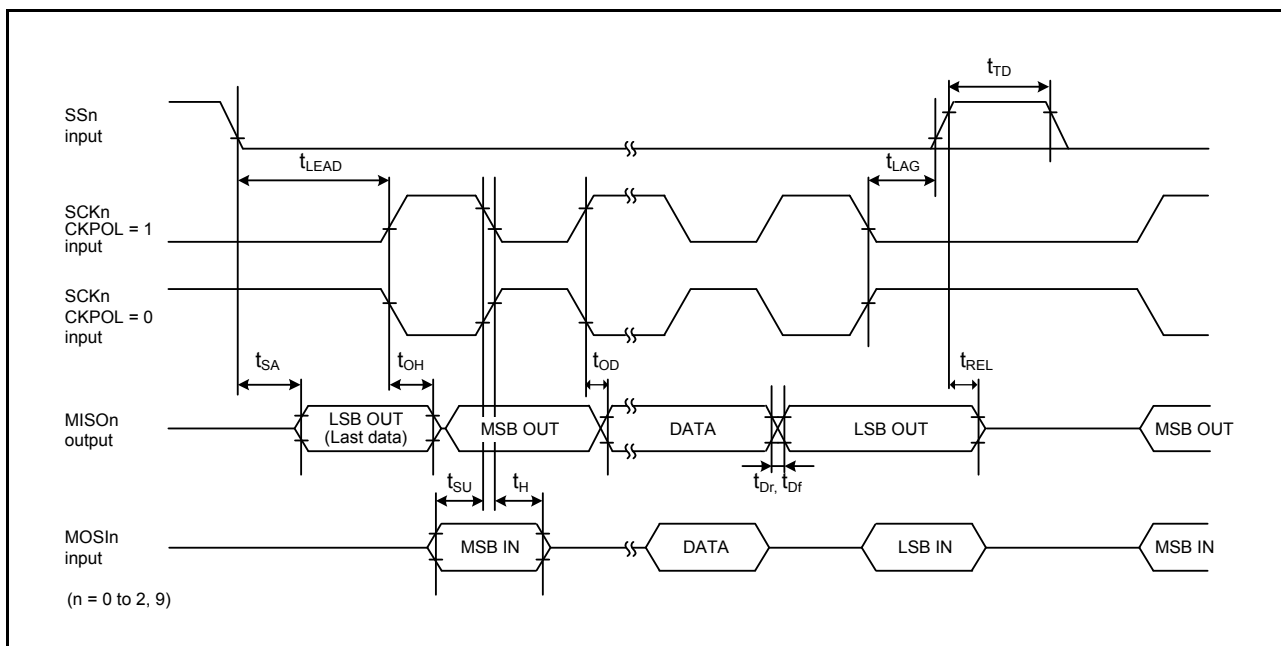 SSn
input
tTD
tLEAD
tLAG
SCKn
CKPOL = 1
input
SCKn
CKPOL = 0
input
tSA
tOH
tOD
tREL
MISOn
output
LSB OUT
(Last data)
MSB OUT
DATA
LSB OUT
MSB OUT
tSU
tH
tDr, tDf
MOSIn
input
MSB IN
DATA
LSB IN
MSB IN
(n = 0 to 2, 9)